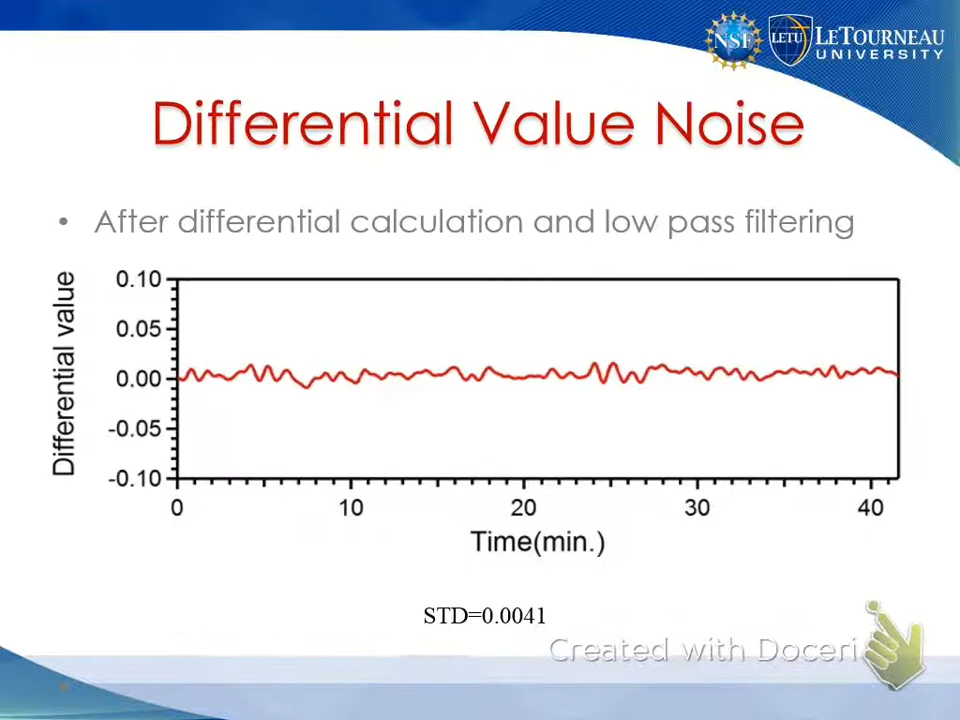 NSF
LETU
LETOURNEAU
UNIVERSITY
Differential Value Noise
• After differential calculation and low pass filtering
Differential value
0.10
0.05
0.00
-0.05
-0.10
0 10 20 30 40
Time(min.)
STD=0.0041
Created with Doceri